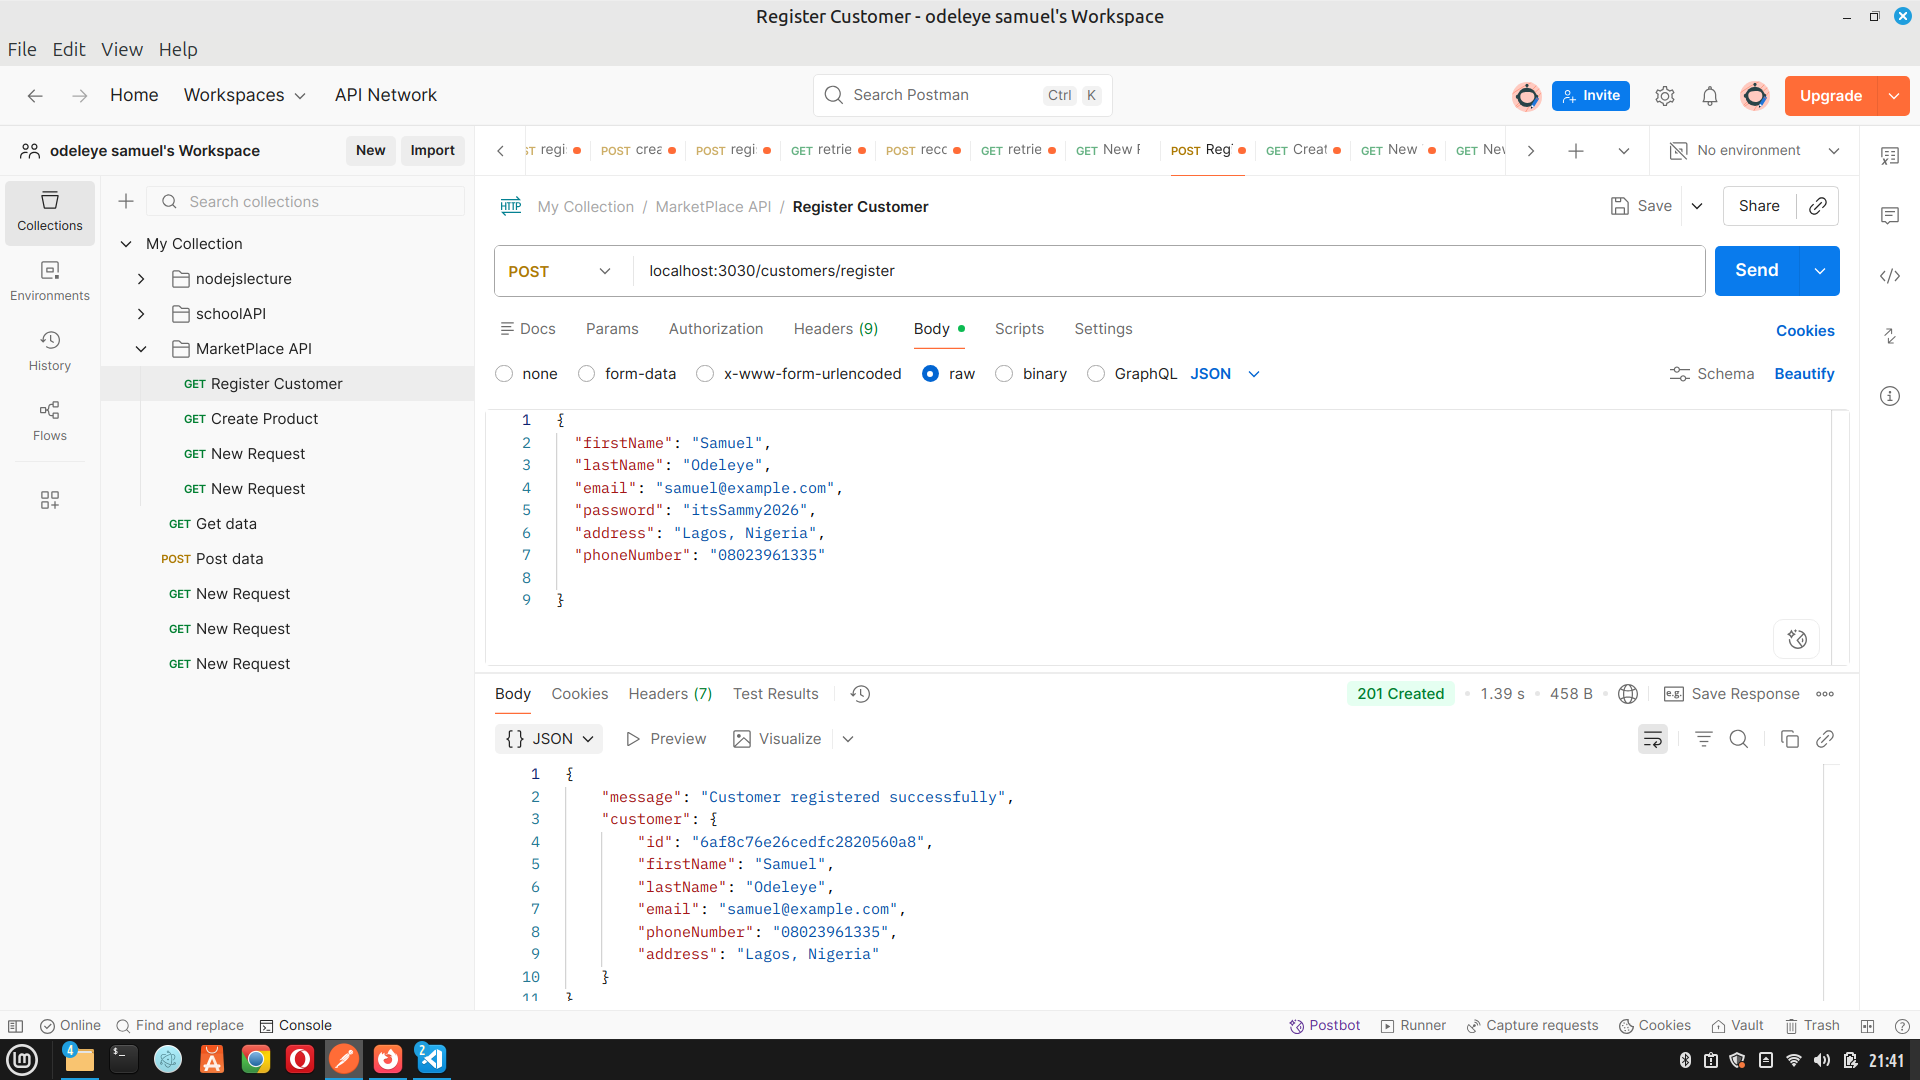 Register Customer - odeleye samuel's Workspace
File Edit View Help
Home Workspaces API Network
Search Postman Ctrl K
Invite
Upgrade
odeleye samuel's Workspace New Import
regi: POST crea POST regi: GET retrie POST reco GET retrie GET New F POST Reg GET Creat GET New GET New
No environment
Collections
Environments
History
Flows
Search collections
My Collection
nodejslecture
schoolAPI
MarketPlace API
GET Register Customer
GET Create Product
GET New Request
GET New Request
GET Get data
POST Post data
GET New Request
GET New Request
GET New Request
HTTP My Collection / MarketPlace API / Register Customer
Save Share
POST localhost:3030/customers/register Send
Docs Params Authorization Headers (9) Body Scripts Settings Cookies
none form-data x-www-form-urlencoded raw binary GraphQL JSON Schema Beautify
1 {
2 "firstName": "Samuel",
3 "lastName": "Odeleye",
4 "email": "samuel@example.com",
5 "password": "itsSammy2026",
6 "address": "Lagos, Nigeria",
7 "phoneNumber": "08023961335"
8
9 }
Body Cookies Headers (7) Test Results 201 Created 1.39 s 458 B e.g. Save Response
{} JSON Preview Visualize
1 {
2 "message": "Customer registered successfully",
3 "customer": {
4 "id": "6af8c76e26cedfc2820560a8",
5 "firstName": "Samuel",
6 "lastName": "Odeleye",
7 "email": "samuel@example.com",
8 "phoneNumber": "08023961335",
9 "address": "Lagos, Nigeria"
10 }
11 }
Online Find and replace Console Postbot Runner Capture requests Cookies Vault Trash
4 2 21:41